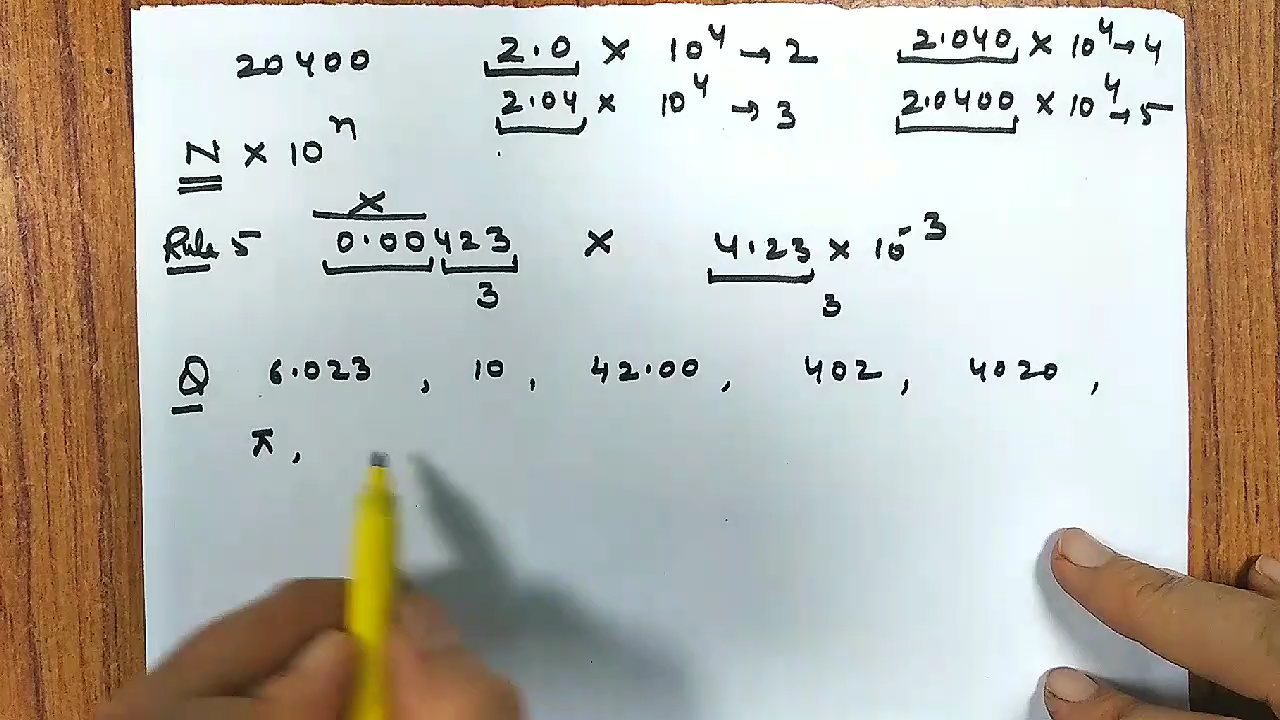 20400 2.0 × 10⁴ → 2 2.040 × 10⁴ → 4
2.04 × 10⁴ → 3 2.0400 × 10⁴ → 5
N × 10ⁿ
×
Rule 5 0.00423 × 4.23 × 10⁻³
3 3
Q 6.023 , 10 , 42.00 , 402 , 4020 ,
π ,